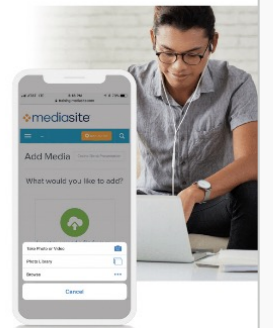 mediasite
Add Media
What would you like to add?
Take Photo or Video
Photo Library
Browse
Cancel